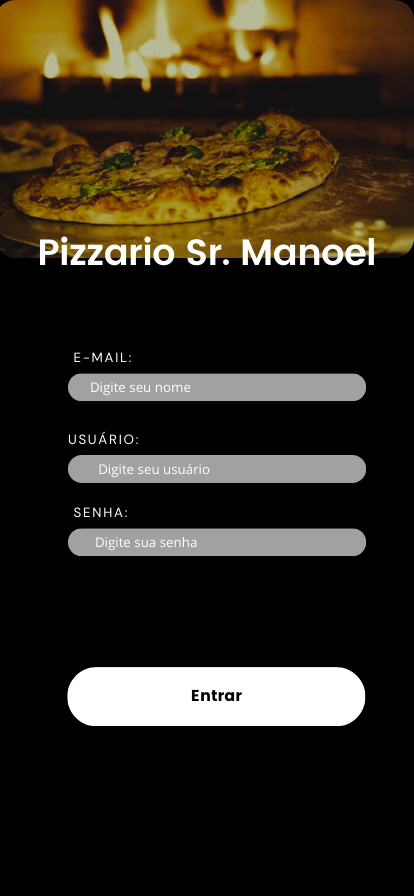 Pizzario Sr. Manoel
E-MAIL:
Digite seu nome
USUÁRIO:
Digite seu usuário
SENHA:
Digite sua senha
Entrar